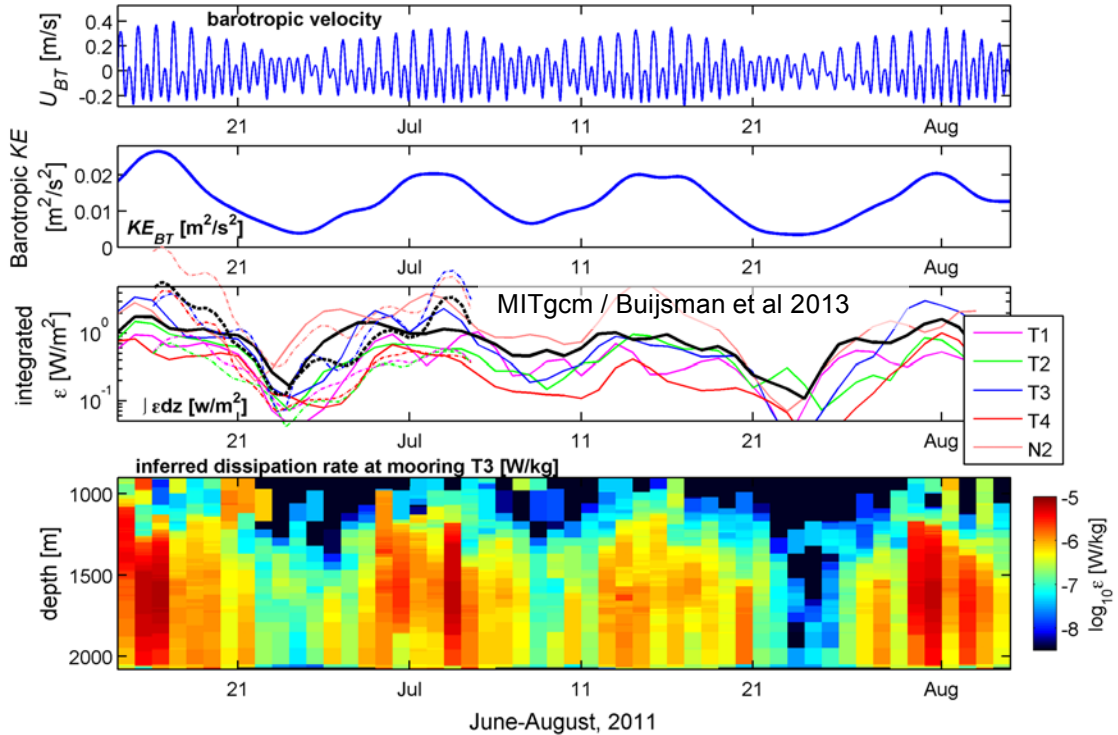 barotropic velocity
U_BT [m/s]
0.4
0.2
0
-0.2
21
Jul
11
21
Aug
Barotropic KE
[m²/s²]
0.02
0.01
0
KE_BT [m²/s²]
21
Jul
11
21
Aug
MITgcm / Buijsman et al 2013
integrated
ε [W/m²]
10⁰
10⁻¹
∫ εdz [w/m²]
T1
T2
T3
T4
N2
21
Jul
11
21
Aug
inferred dissipation rate at mooring T3 [W/kg]
depth [m]
1000
1500
2000
21
Jul
11
21
Aug
-5
-6
-7
-8
log₁₀ε [W/kg]
June-August, 2011